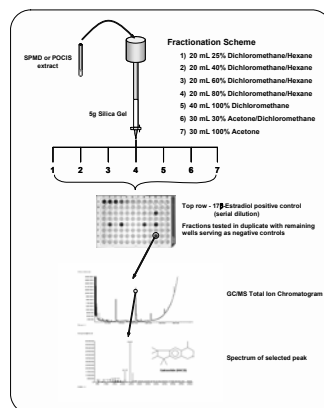 Fractionation Scheme
SPMD or POCIS
extract
1) 20 mL 25% Dichloromethane/Hexane
2) 20 mL 40% Dichloromethane/Hexane
3) 20 mL 60% Dichloromethane/Hexane
4) 20 mL 80% Dichloromethane/Hexane
5) 40 mL 100% Dichloromethane
6) 30 mL 30% Acetone/Dichloromethane
7) 30 mL 100% Acetone
5g Silica Gel
1 2 3 4 5 6 7
Top row - 17β-Estradiol positive control
(serial dilution)
Fractions tested in duplicate with remaining
wells serving as negative controls
GC/MS Total Ion Chromatogram
Spectrum of selected peak